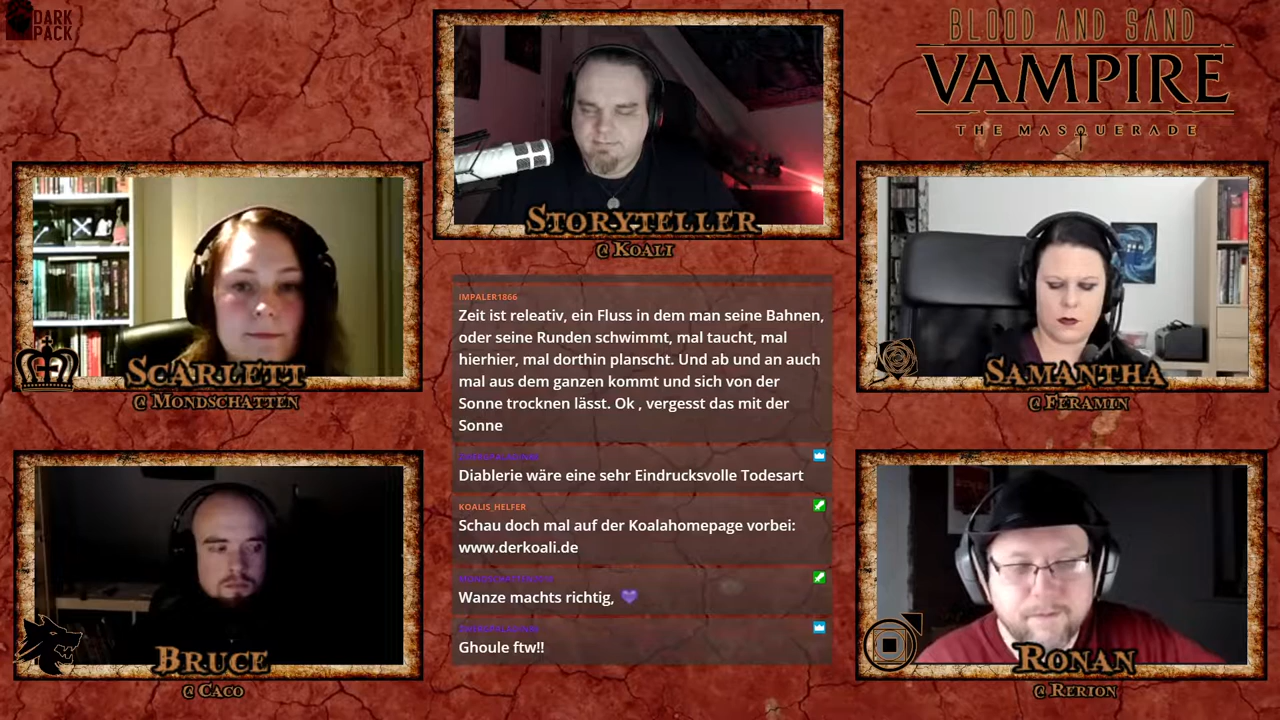 DARK
PACK
BLOOD AND SAND
VAMPIRE
THE MASQUERADE
STORYTELLER
@ KOALI
SCARLETT
@ MONDSCHATTEN
SAMANTHA
@ FERAMIN
IMPALER1866
Zeit ist releativ, ein Fluss in dem man seine Bahnen,
oder seine Runden schwimmt, mal taucht, mal
hierhier, mal dorthin planscht. Und ab und an auch
mal aus dem ganzen kommt und sich von der
Sonne trocknen lässt. Ok , vergesst das mit der
Sonne
Diablerie wäre eine sehr Eindrucksvolle Todesart
KOALIS_HELFER
Schau doch mal auf der Koalahomepage vorbei:
www.derkoali.de
Wanze machts richtig, 💜
Ghoule ftw!!
BRUCE
@ CACO
RONAN
@ RERION